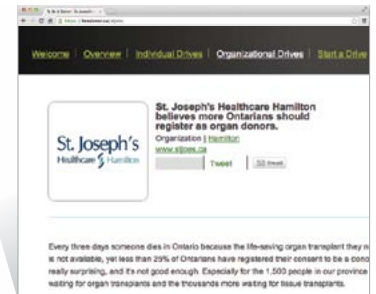 Welcome | Overview | Individual Drives | Organizational Drives | Start a Drive
St. Joseph's
Healthcare Hamilton
St. Joseph's Healthcare Hamilton
believes more Ontarians should
register as organ donors.
Organization | Hamilton
www.stjoes.ca
Tweet
Email
Every three days someone dies in Ontario because the life-saving organ transplant they n
is not available, yet less than 25% of Ontarians have registered their consent to be a dono
really surprising, and it's not good enough. Especially for the 1,500 people in our province
waiting for organ transplants and the thousands more waiting for tissue transplants.